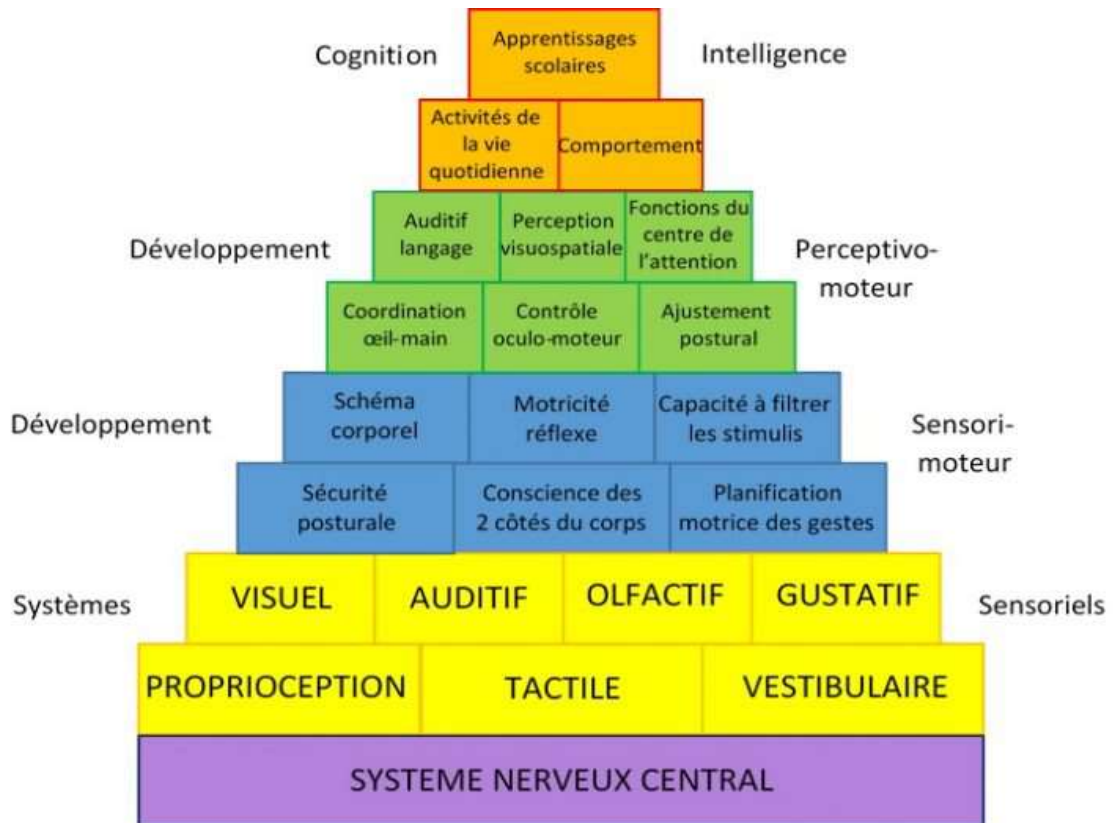 Cognition
Apprentissages
scolaires
Intelligence
Activités de
la vie
quotidienne
Comportement
Développement
Auditif
langage
Perception
visuospatiale
Fonctions du
centre de
l'attention
Perceptivo-
moteur
Coordination
œil-main
Contrôle
oculo-moteur
Ajustement
postural
Développement
Schéma
corporel
Motricité
réflexe
Capacité à filtrer
les stimulis
Sensori-
moteur
Sécurité
posturale
Conscience des
2 côtés du corps
Planification
motrice des gestes
Systèmes
VISUEL
AUDITIF
OLFACTIF
GUSTATIF
Sensoriels
PROPRIOCEPTION
TACTILE
VESTIBULAIRE
SYSTEME NERVEUX CENTRAL